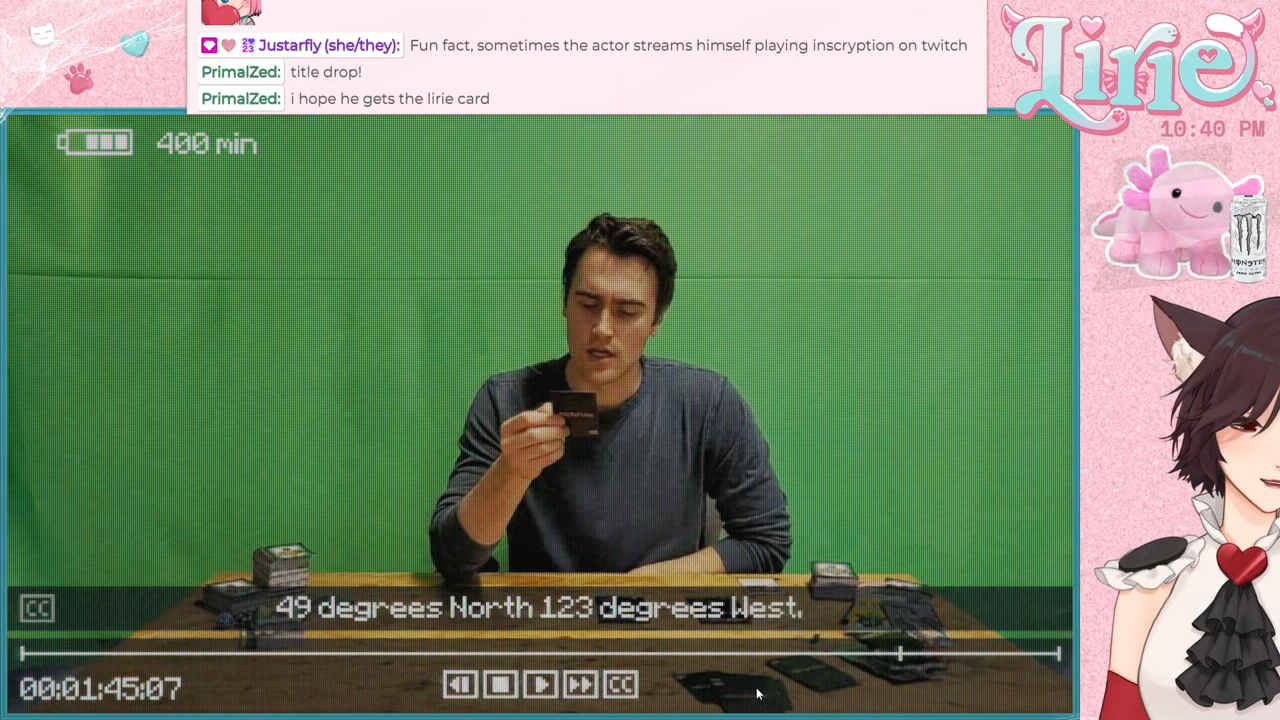 Justarfly (she/they): Fun fact, sometimes the actor streams himself playing inscryption on twitch
PrimalZed: title drop!
PrimalZed: i hope he gets the lirie card
Lirie
10:40 PM
400 min
MONSTER
CC
49 degrees North 123 degrees West.
00:01:45:07
CC